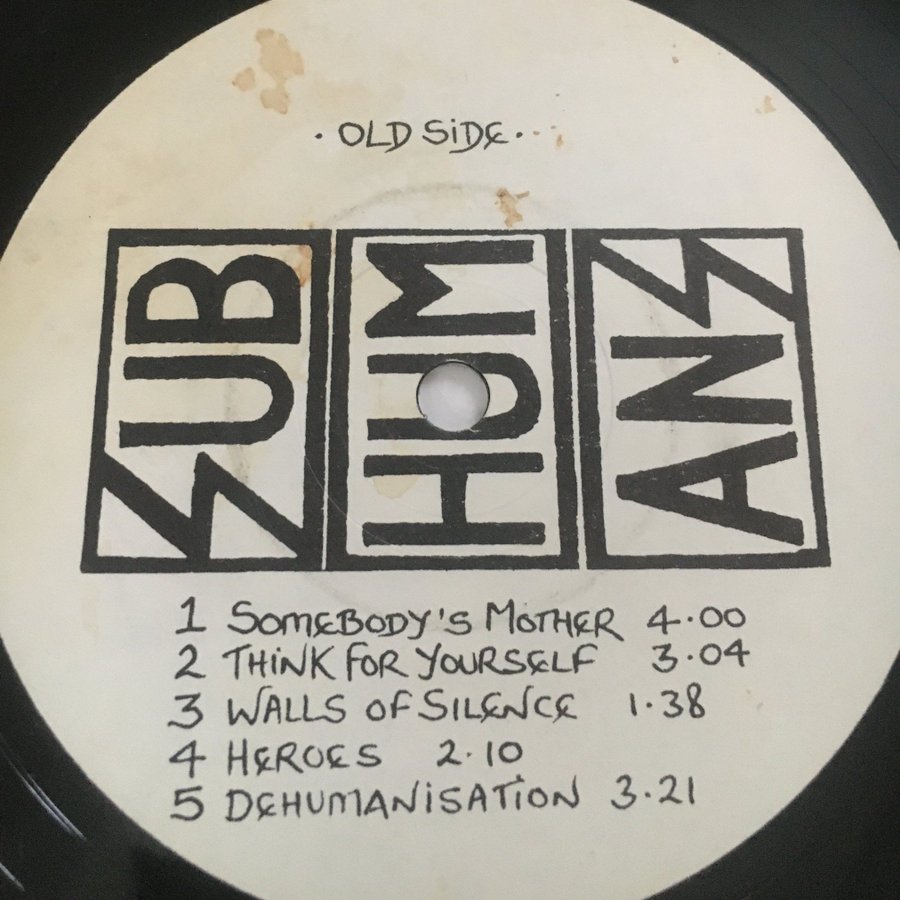 · OLD SIDE ·
SUB
HUM
ANS
1 SOMEBODY'S MOTHER 4·00
2 THINK FOR YOURSELF 3·04
3 WALLS OF SILENCE 1·38
4 HEROES 2·10
5 DEHUMANISATION 3·21